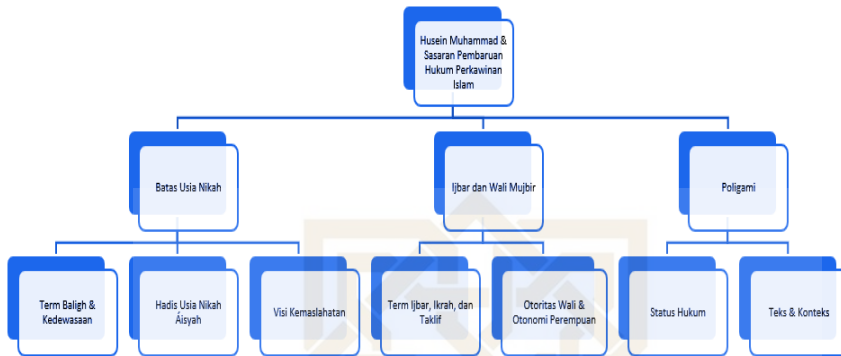 Husein Muhammad &
Sasaran Pembaruan
Hukum Perkawinan
Islam
Batas Usia Nikah
Ijbar dan Wali Mujbir
Poligami
Term Baligh &
Kedewasaan
Hadis Usia Nikah
Áisyah
Visi Kemaslahatan
Term Ijbar, Ikrah, dan
Taklif
Otoritas Wali &
Otonomi Perempuan
Status Hukum
Teks & Konteks